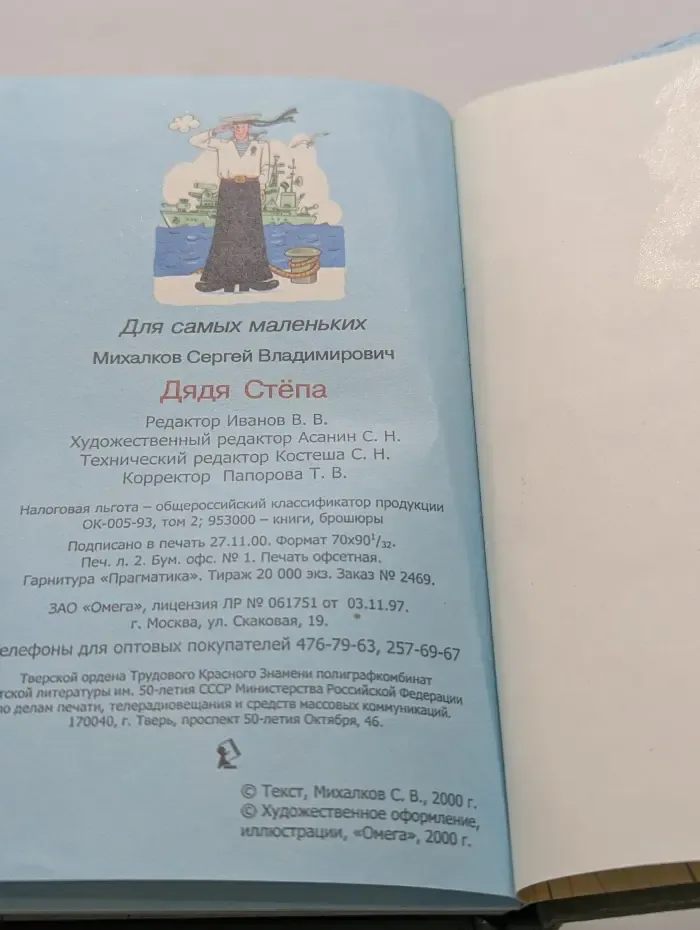 Для самых маленьких
Михалков Сергей Владимирович
Дядя Стёпа
Редактор Иванов В. В.
Художественный редактор Асанин С. Н.
Технический редактор Костеша С. Н.
Корректор Папорова Т. В.
Налоговая льгота – общероссийский классификатор продукции
ОК-005-93, том 2; 953000 – книги, брошюры
Подписано в печать 27.11.00. Формат 70х90¹/₃₂.
Печ. л. 2. Бум. офс. № 1. Печать офсетная.
Гарнитура «Прагматика». Тираж 20 000 экз. Заказ № 2469.
ЗАО «Омега», лицензия ЛР № 061751 от 03.11.97.
г. Москва, ул. Скаковая, 19.
елефоны для оптовых покупателей 476-79-63, 257-69-67
Тверской ордена Трудового Красного Знамени полиграфкомбинат
тской литературы им. 50-летия СССР Министерства Российской Федерации
по делам печати, телерадиовещания и средств массовых коммуникаций.
170040, г. Тверь, проспект 50-летия Октября, 46.
© Текст, Михалков С. В., 2000 г.
© Художественное оформление,
иллюстрации, «Омега», 2000 г.